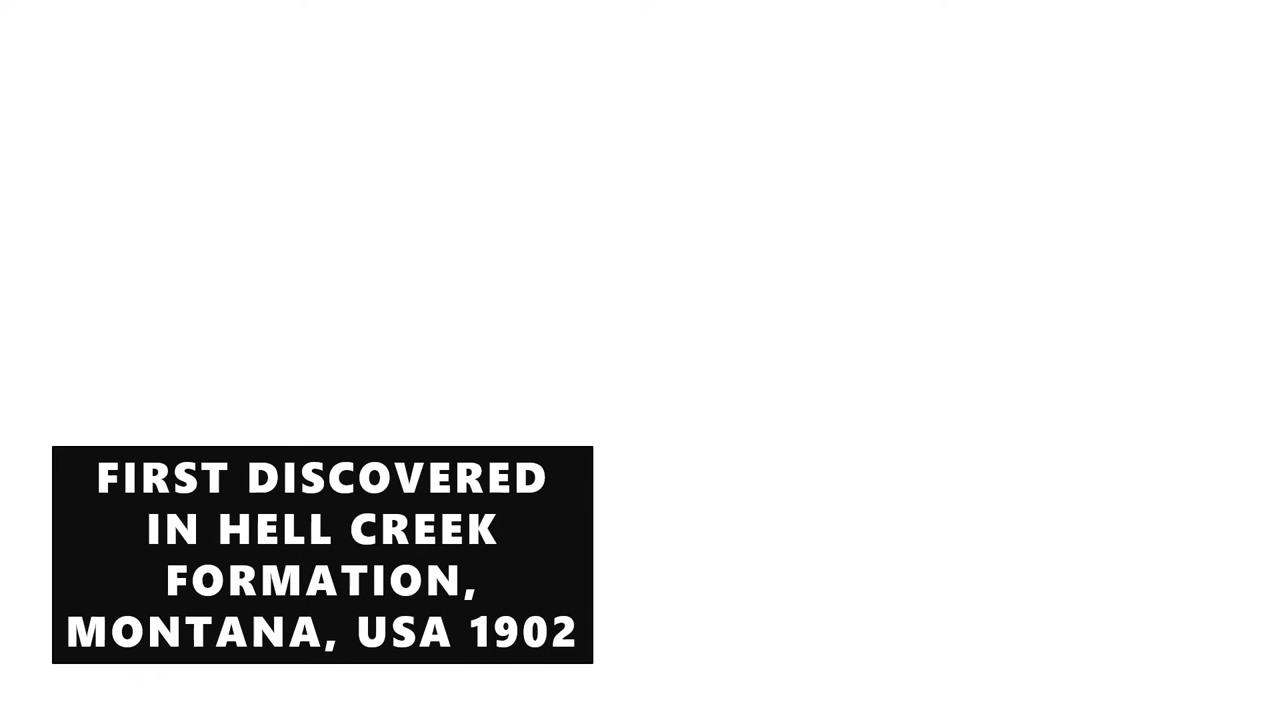 FIRST DISCOVERED
IN HELL CREEK
FORMATION,
MONTANA, USA 1902